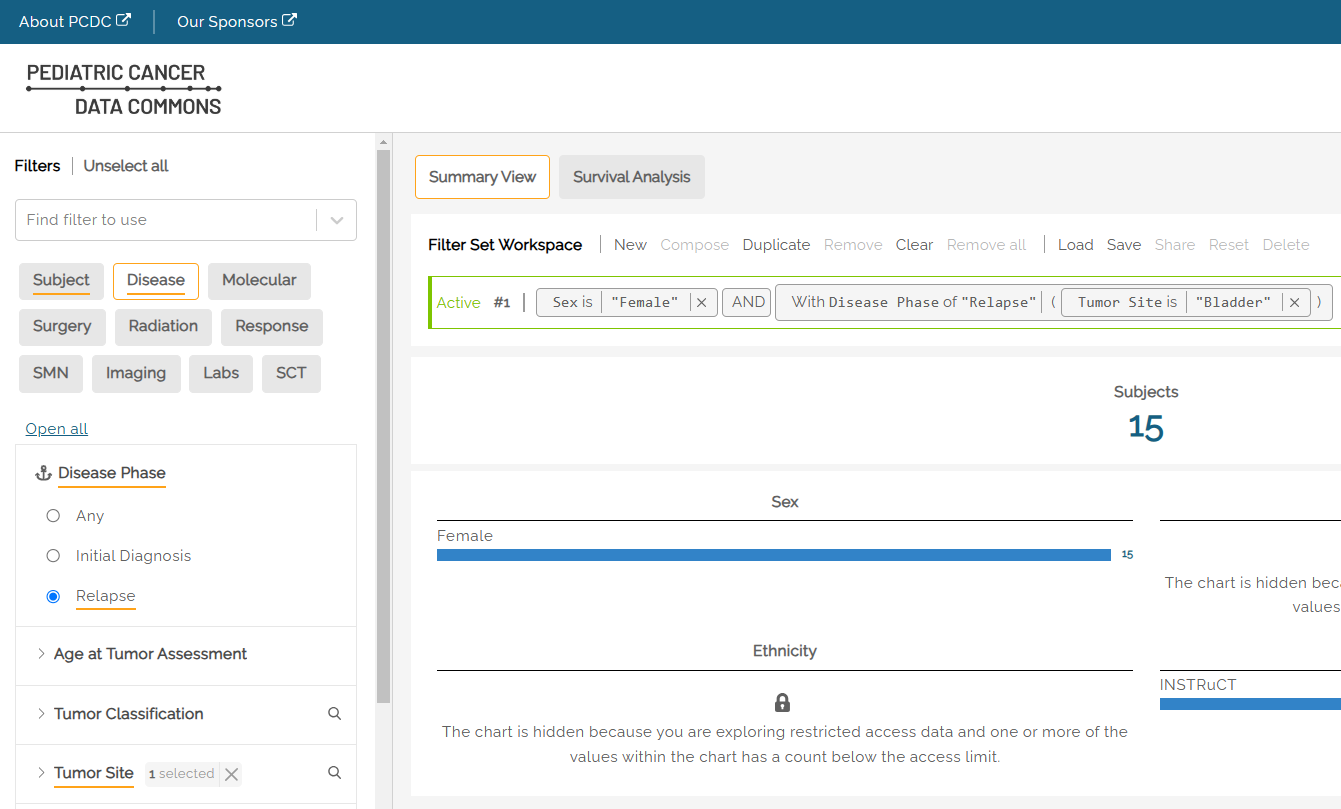 About PCDC
Our Sponsors
PEDIATRIC CANCER
DATA COMMONS
Filters
Unselect all
Find filter to use
Subject
Disease
Molecular
Surgery
Radiation
Response
SMN
Imaging
Labs
SCT
Open all
Disease Phase
Any
Initial Diagnosis
Relapse
Age at Tumor Assessment
Tumor Classification
Tumor Site 1 selected
Summary View
Survival Analysis
Filter Set Workspace New Compose Duplicate Remove Clear Remove all Load Save Share Reset Delete
Active #1 Sex is "Female" AND With Disease Phase of "Relapse" ( Tumor Site is "Bladder" )
Subjects
15
Sex
Female
15
The chart is hidden beca
values
Ethnicity
The chart is hidden because you are exploring restricted access data and one or more of the
values within the chart has a count below the access limit.
INSTRuCT